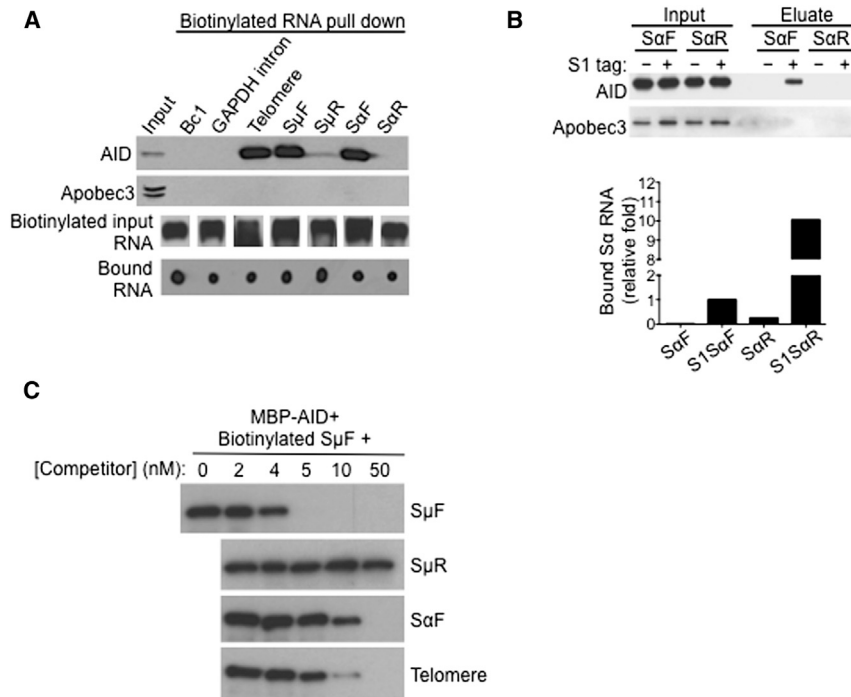 A
Biotinylated RNA pull down
Input
Bc1
GAPDH intron
Telomere
SμF
SμR
SαF
SαR
AID
Apobec3
Biotinylated input
RNA
Bound
RNA
B
Input Eluate
SαF SαR SαF SαR
S1 tag: – + – + – + – +
AID
Apobec3
Bound Sα RNA
(relative fold)
12
11
10
9
8
2
1
0
SαF
S1SαF
SαR
S1SαR
C
MBP-AID+
Biotinylated SμF +
[Competitor] (nM): 0 2 4 5 10 50
SμF
SμR
SαF
Telomere